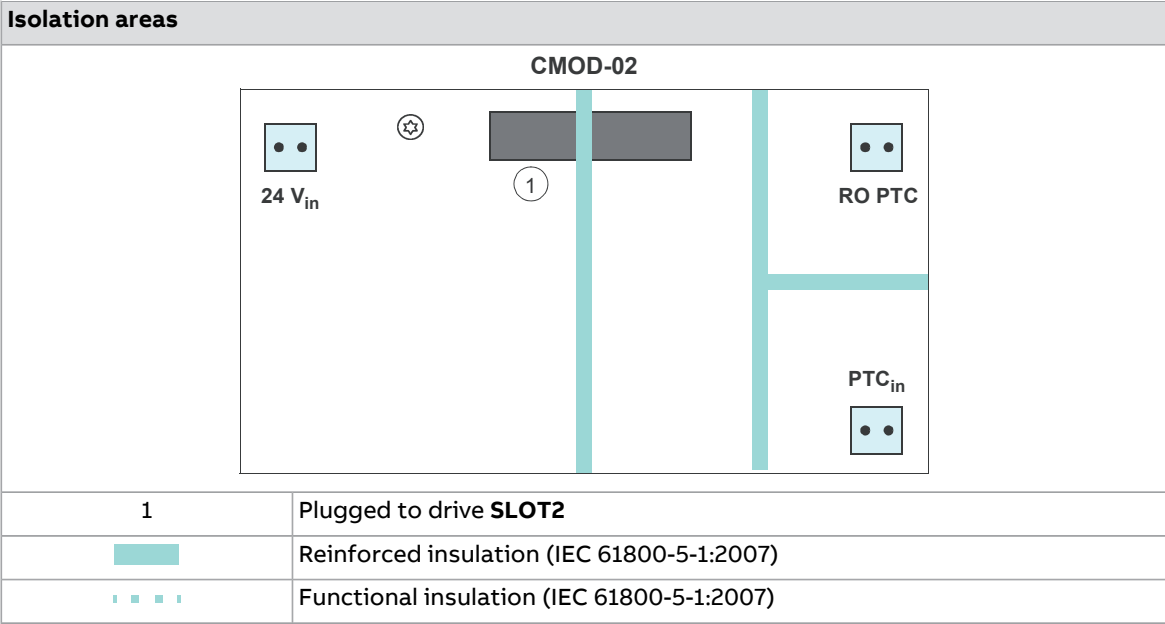 Isolation areas
CMOD-02
24 Vin
1
RO PTC
PTCin
1 Plugged to drive SLOT2
Reinforced insulation (IEC 61800-5-1:2007)
Functional insulation (IEC 61800-5-1:2007)